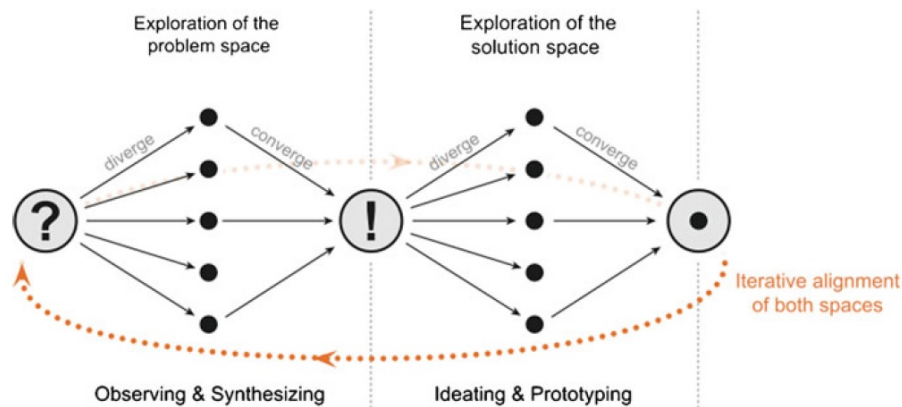 Exploration of the
problem space
Exploration of the
solution space
diverge
converge
diverge
converge
?
!
Iterative alignment
of both spaces
Observing & Synthesizing
Ideating & Prototyping